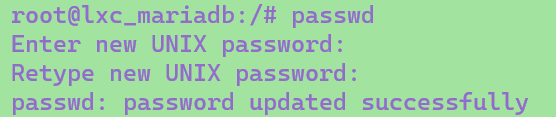 root@lxc_mariadb:/# passwd
Enter new UNIX password:
Retype new UNIX password:
passwd: password updated successfully